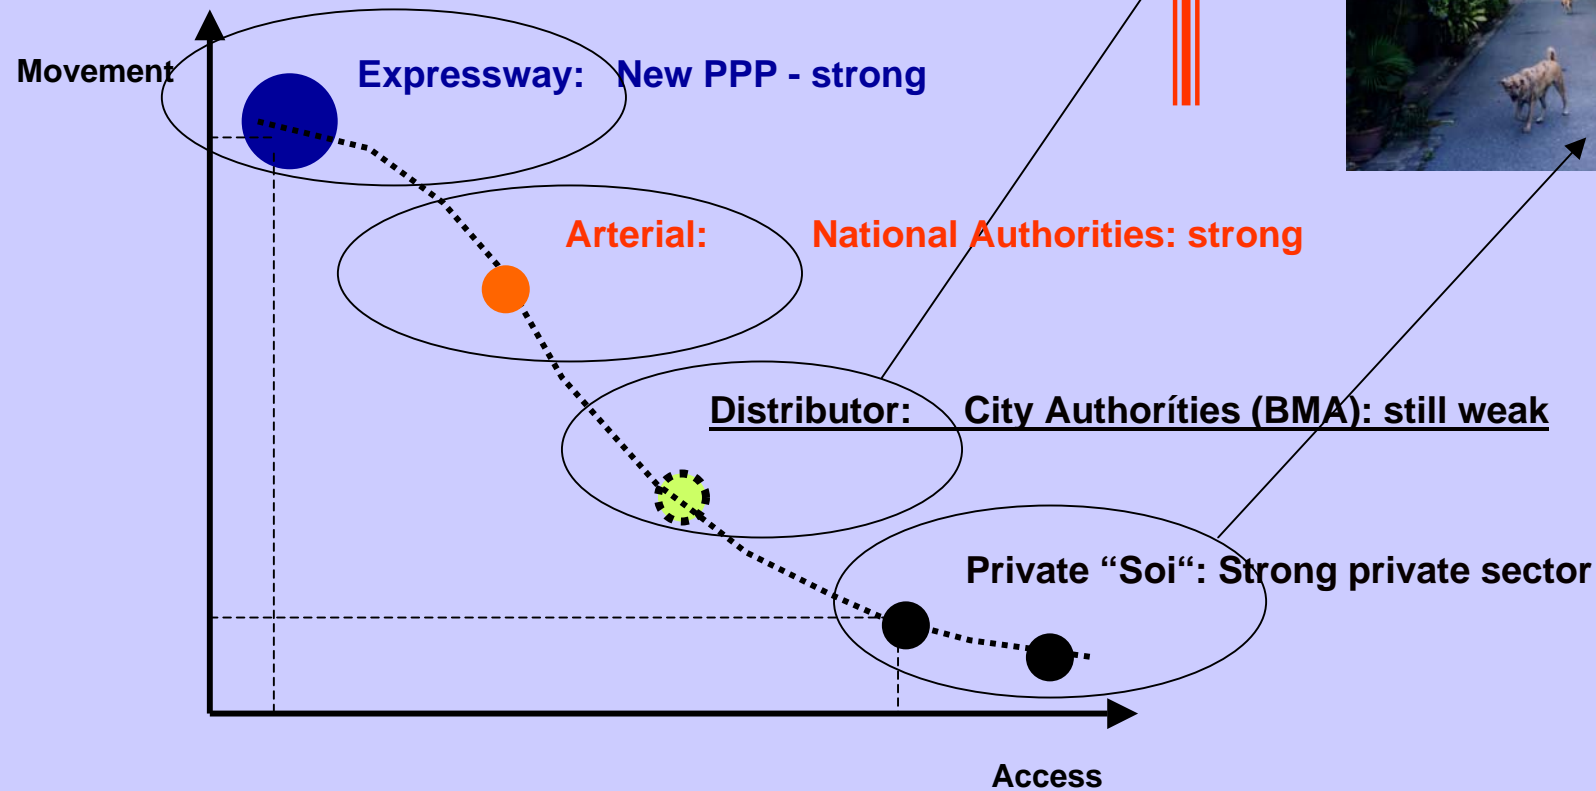 Movement
Expressway: New PPP - strong
Arterial: National Authorities: strong
Distributor: City Authoríties (BMA): still weak
Private “Soi“: Strong private sector
Access